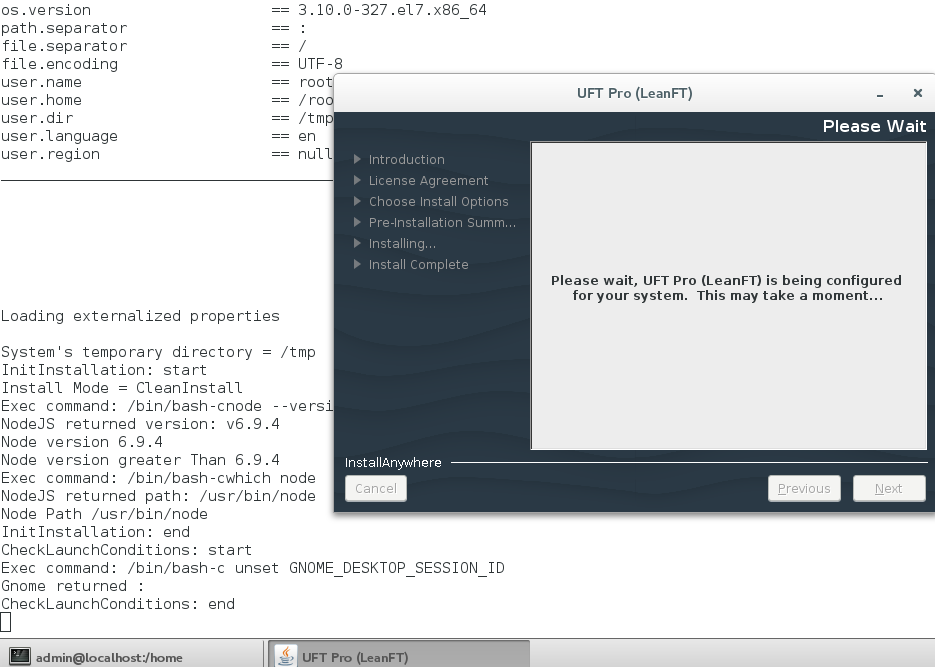 os.version == 3.10.0-327.el7.x86_64
path.separator == :
file.separator == /
file.encoding == UTF-8
user.name == root
user.home == /roo
user.dir == /tmp
user.language == en
user.region == null
Loading externalized properties
System's temporary directory = /tmp
InitInstallation: start
Install Mode = CleanInstall
Exec command: /bin/bash-cnode --versi
NodeJS returned version: v6.9.4
Node version 6.9.4
Node version greater Than 6.9.4
Exec command: /bin/bash-cwhich node
NodeJS returned path: /usr/bin/node
Node Path /usr/bin/node
InitInstallation: end
CheckLaunchConditions: start
Exec command: /bin/bash-c unset GNOME_DESKTOP_SESSION_ID
Gnome returned :
CheckLaunchConditions: end
UFT Pro (LeanFT)
Please Wait
Introduction
License Agreement
Choose Install Options
Pre-Installation Summ...
Installing...
Install Complete
Please wait, UFT Pro (LeanFT) is being configured
for your system. This may take a moment...
InstallAnywhere
Cancel
Previous
Next
admin@localhost:/home
UFT Pro (LeanFT)